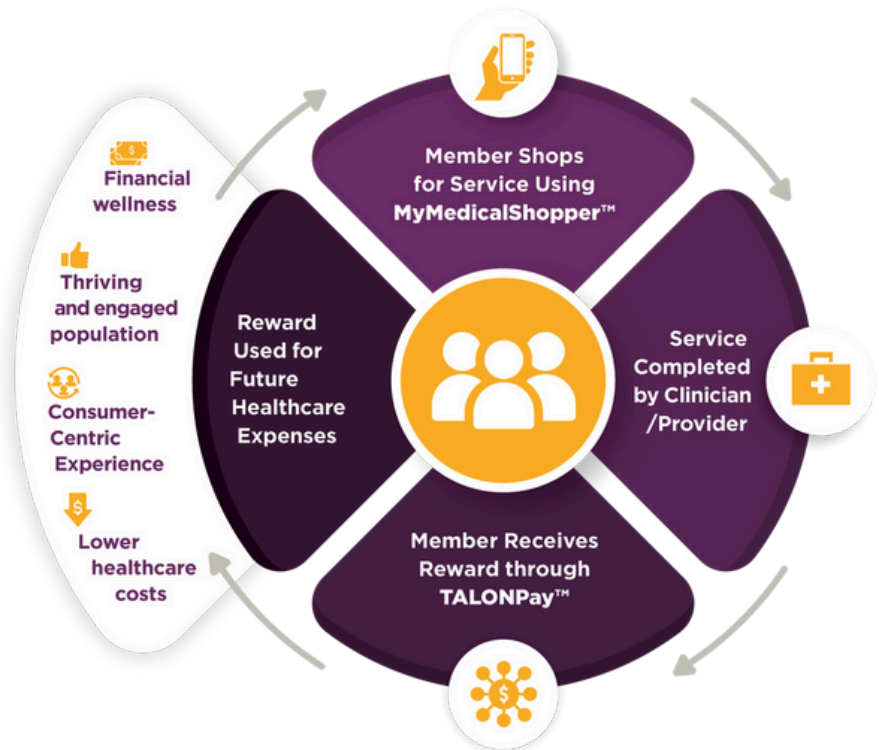 Member Shops
for Service Using
MyMedicalShopper™
Service
Completed
by Clinician
/Provider
Member Receives
Reward through
TALONPay™
Reward
Used for
Future
Healthcare
Expenses
$
Financial
wellness
Thriving
and engaged
population
Consumer-
Centric
Experience
$
Lower
healthcare
costs
$